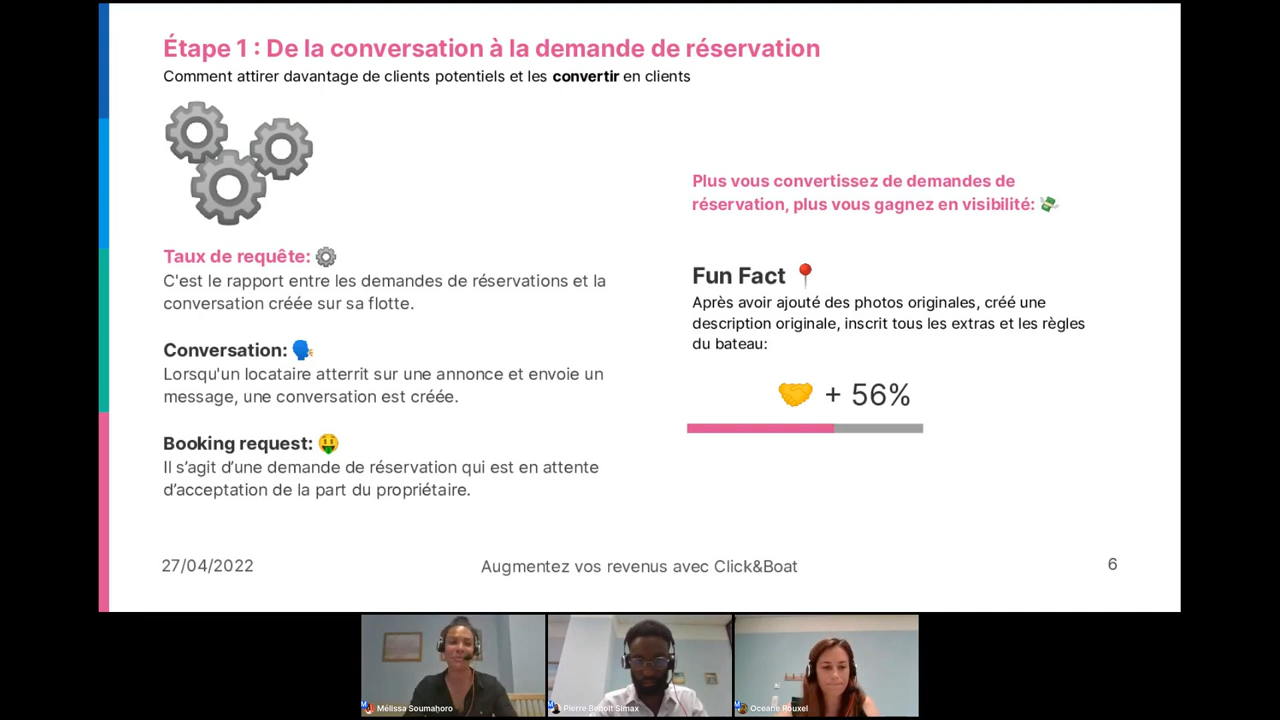 Étape 1 : De la conversation à la demande de réservation
Comment attirer davantage de clients potentiels et les convertir en clients
Taux de requête:
C'est le rapport entre les demandes de réservations et la
conversation créée sur sa flotte.
Conversation:
Lorsqu'un locataire atterrit sur une annonce et envoie un
message, une conversation est créée.
Booking request:
Il s’agit d’une demande de réservation qui est en attente
d’acceptation de la part du propriétaire.
Plus vous convertissez de demandes de
réservation, plus vous gagnez en visibilité:
Fun Fact
Après avoir ajouté des photos originales, créé une
description originale, inscrit tous les extras et les règles
du bateau:
+ 56%
27/04/2022
Augmentez vos revenus avec Click&Boat
6
Mélissa Soumahoro
Pierre Benoit Simax
Oceane Rouxel